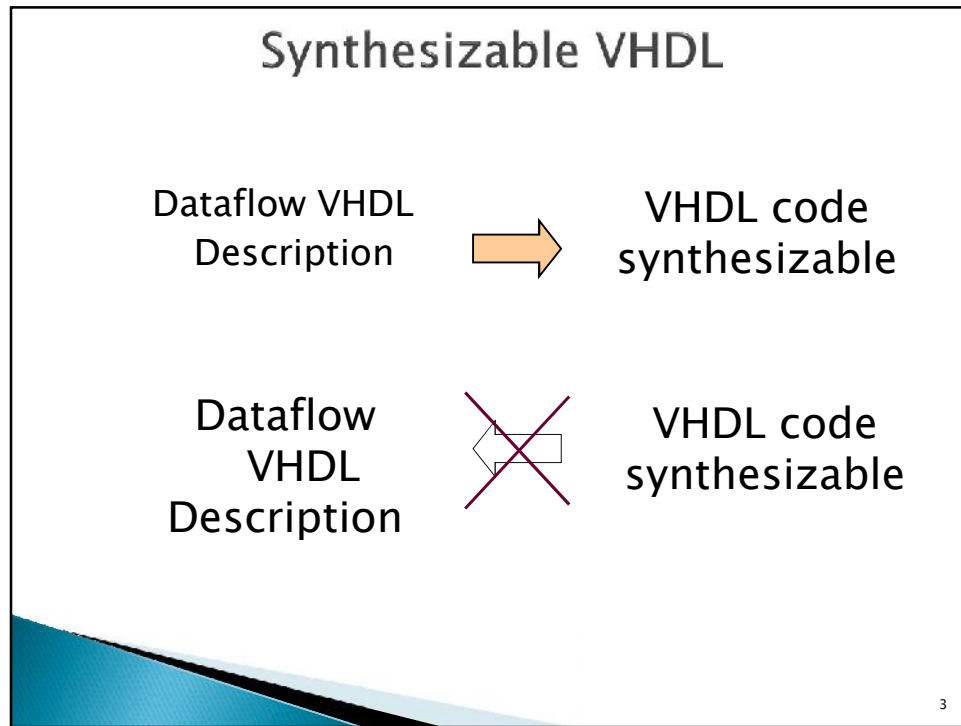 Synthesizable VHDL
Dataflow VHDL
Description
VHDL code
synthesizable
Dataflow
VHDL
Description
VHDL code
synthesizable
3